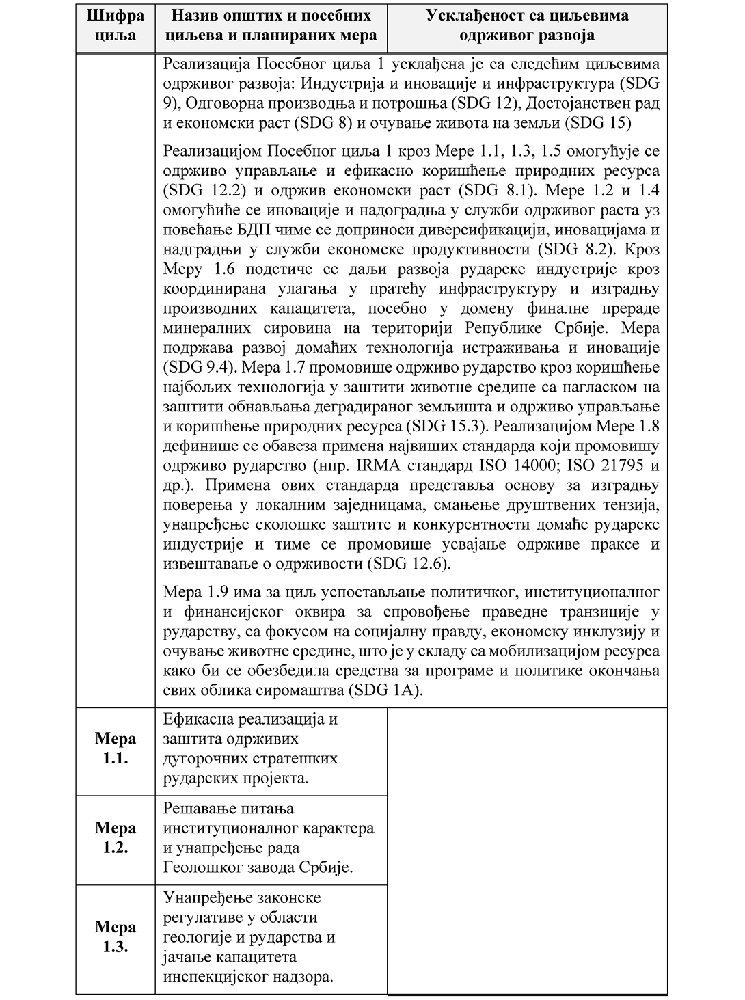 Шифра циља
Назив општих и посебних циљева и планираних мера
Усклађеност са циљевима одрживог развоја
Реализација Посебног циља 1 усклађена је са следећим циљевима
одрживог развоја: Индустрија и иновације и инфраструктура (SDG
9), Одговорна производња и потрошња (SDG 12), Достојанствен рад
и економски раст (SDG 8) и очување живота на земљи (SDG 15)
Реализацијом Посебног циља 1 кроз Мере 1.1, 1.3, 1.5 омогућује се
одрживо управљање и ефикасно коришћење природних ресурса
(SDG 12.2) и одржив економски раст (SDG 8.1). Мере 1.2 и 1.4
омогућиће се иновације и надоградња у служби одрживог раста уз
повећање БДП чиме се доприноси диверсификацији, иновацијама и
надградњи у служби економске продуктивности (SDG 8.2). Кроз
Меру 1.6 подстиче се даљи развоја рударске индустрије кроз
координирана улагања у пратећу инфраструктуру и изградњу
производних капацитета, посебно у домену финалне прераде
минералних сировина на територији Републике Србије. Мера
подржава развој домаћих технологија истраживања и иновације
(SDG 9.4). Мера 1.7 промовише одрживо рударство кроз коришћење
најбољих технологија у заштити животне средине са нагласком на
заштити обнављања деградираног земљишта и одрживо управљање
и коришћење природних ресурса (SDG 15.3). Реализацијом Мере 1.8
дефинише се обавеза примена највиших стандарда који промовишу
одрживо рударство (нпр. IRMA стандард ISO 14000; ISO 21795 и
др.). Примена ових стандарда представља основу за изградњу
поверења у локалним заједницама, смањење друштвених тензија,
унапређење еколошке заштите и конкурентности домаће рударске
индустрије и тиме се промовише усвајање одрживе праксе и
извештавање о одрживости (SDG 12.6).
Мера 1.9 има за циљ успостављање политичког, институционалног
и финансијског оквира за спровођење праведне транзиције у
рударству, са фокусом на социјалну правду, економску инклузију и
очување животне средине, што је у складу са мобилизацијом ресурса
како би се обезбедила средства за програме и политике окончања
свих облика сиромаштва (SDG 1A).
Мера
1.1.
Ефикасна реализација и
заштита одрживих
дугорочних стратешких
рударских пројекта.
Мера
1.2.
Решавање питања
институционалног карактера
и унапређење рада
Геолошког завода Србије.
Мера
1.3.
Унапређење законске
регулативе у области
геологије и рударства и
јачање капацитета
инспекцијског надзора.